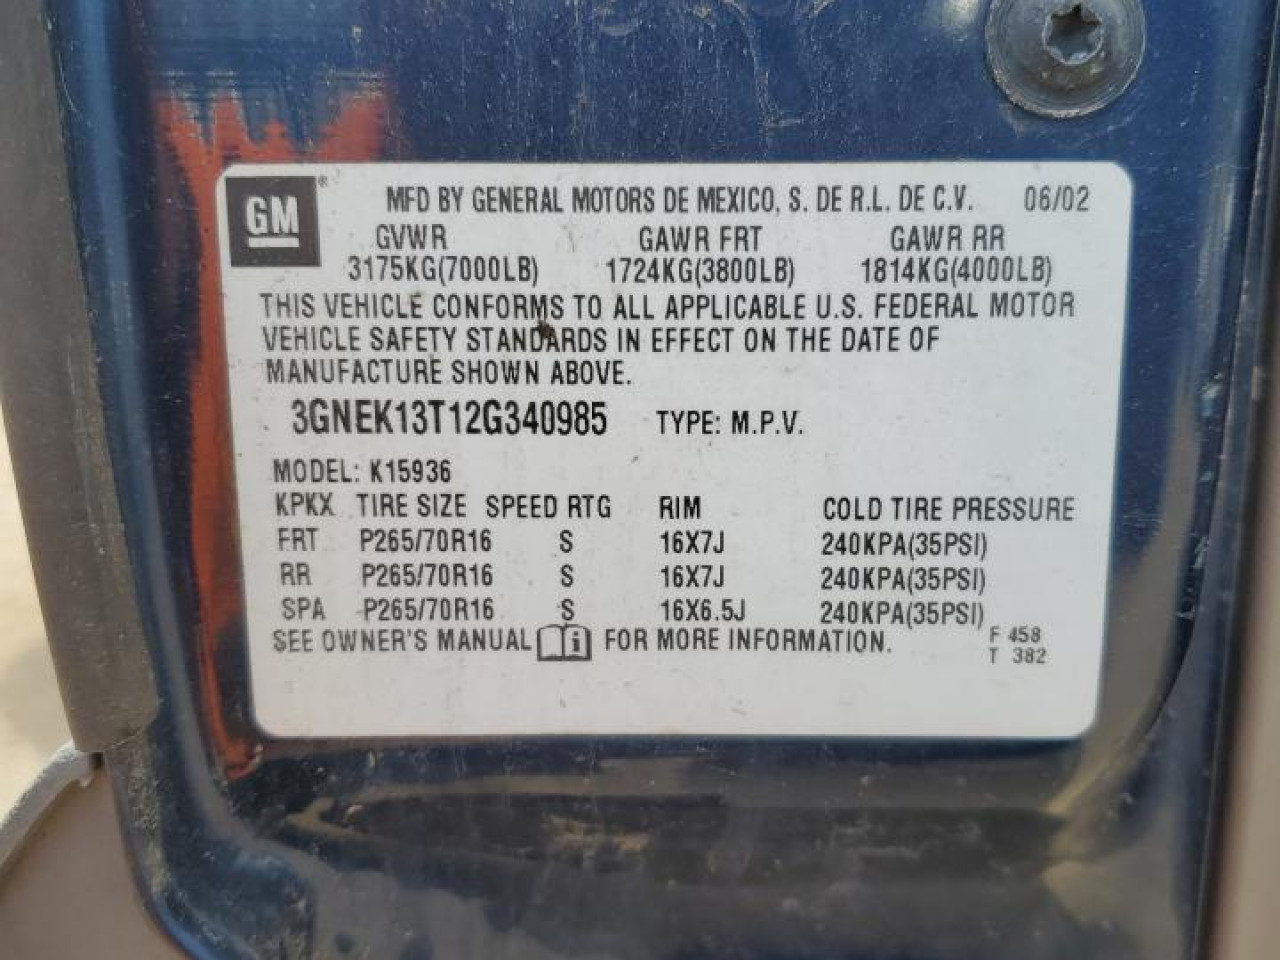 GM ® MFD BY GENERAL MOTORS DE MEXICO, S. DE R.L. DE C.V. 06/02
GVWR GAWR FRT GAWR RR
3175KG(7000LB) 1724KG(3800LB) 1814KG(4000LB)
THIS VEHICLE CONFORMS TO ALL APPLICABLE U.S. FEDERAL MOTOR
VEHICLE SAFETY STANDARDS IN EFFECT ON THE DATE OF
MANUFACTURE SHOWN ABOVE.
3GNEK13T12G340985 TYPE: M.P.V.
MODEL: K15936
KPKX TIRE SIZE SPEED RTG RIM COLD TIRE PRESSURE
FRT P265/70R16 S 16X7J 240KPA(35PSI)
RR P265/70R16 S 16X7J 240KPA(35PSI)
SPA P265/70R16 S 16X6.5J 240KPA(35PSI)
SEE OWNER'S MANUAL i FOR MORE INFORMATION. F 458
T 382